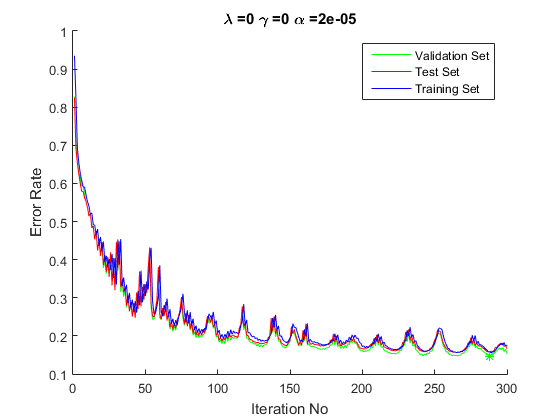 λ =0 γ =0 α =2e-05
Validation Set
Test Set
Training Set
Error Rate
1
0.9
0.8
0.7
0.6
0.5
0.4
0.3
0.2
0.1
0 50 100 150 200 250 300
Iteration No